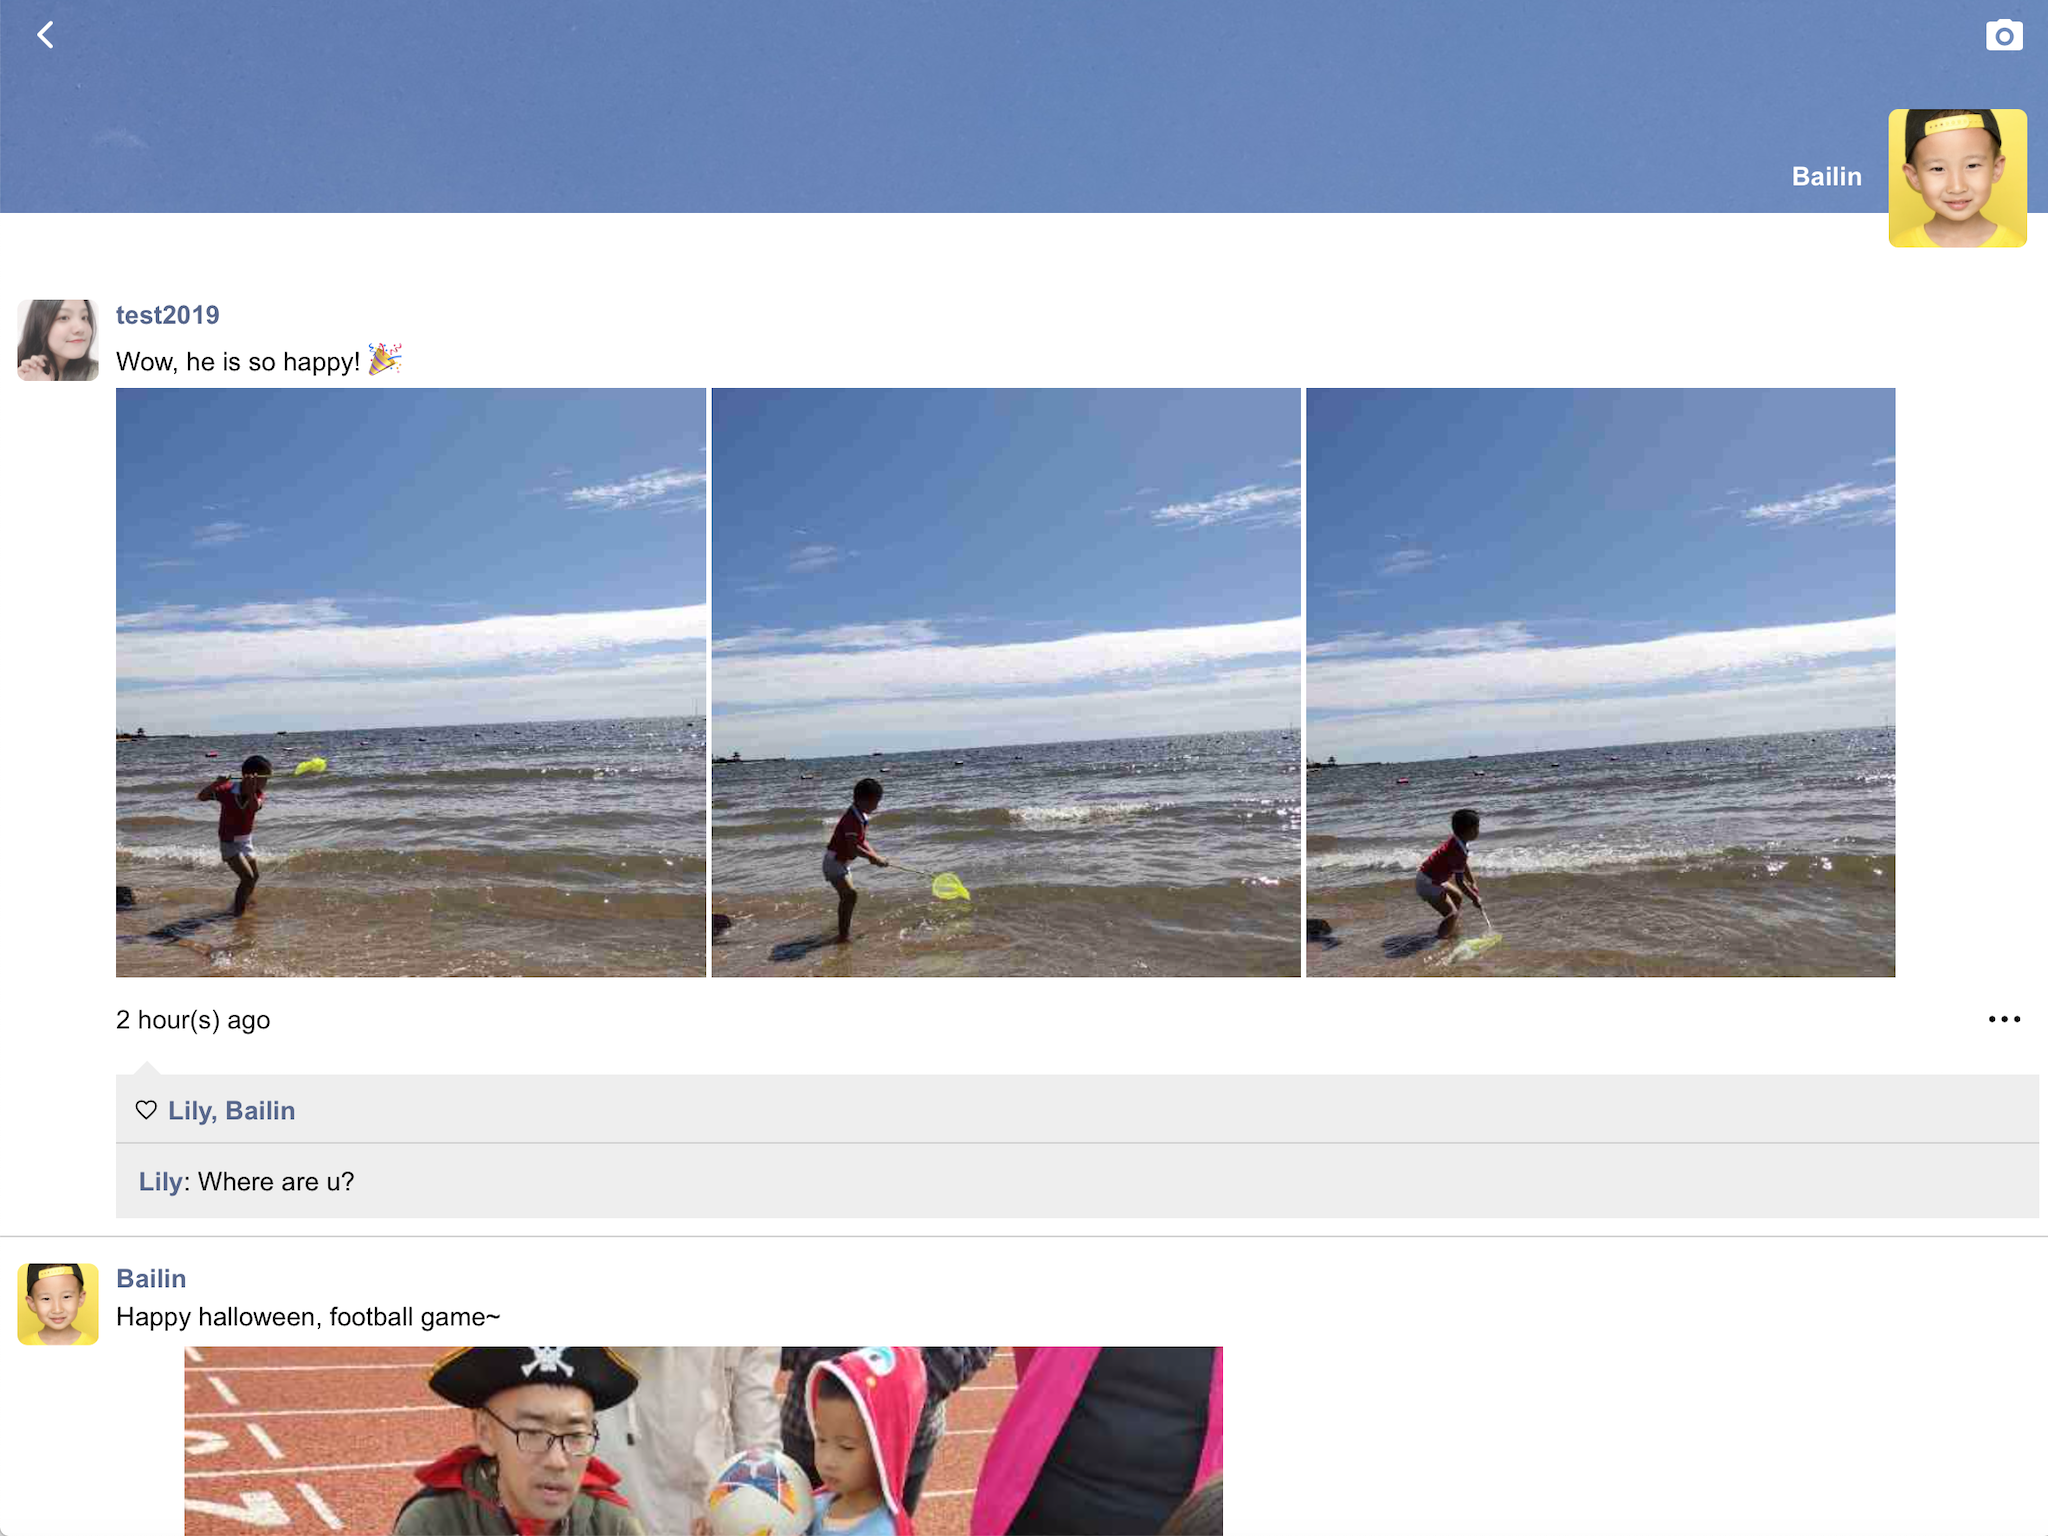 Bailin
test2019
Wow, he is so happy! 🎉
2 hour(s) ago
Lily, Bailin
Lily: Where are u?
Bailin
Happy halloween, football game~